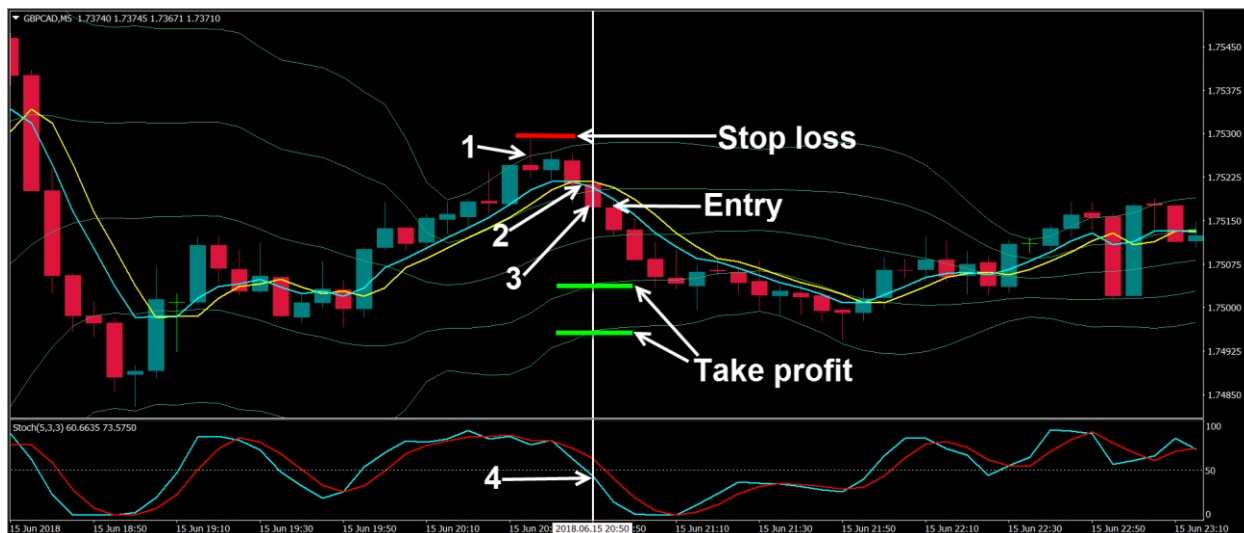 GBPCAD,M5 1.73740 1.73745 1.73671 1.73710
1.75450
1.75375
1.75300
1.75225
1.75150
1.75075
1.75000
1.74925
1.74850
1
Stop loss
2
Entry
3
Take profit
Stoch(5,3,3) 60.6635 73.5750
100
50
0
4
15 Jun 2018
15 Jun 18:50
15 Jun 19:10
15 Jun 19:30
15 Jun 19:50
15 Jun 20:10
15 Jun 20:
2018.06.15 20:50
:50
15 Jun 21:10
15 Jun 21:30
15 Jun 21:50
15 Jun 22:10
15 Jun 22:30
15 Jun 22:50
15 Jun 23:10